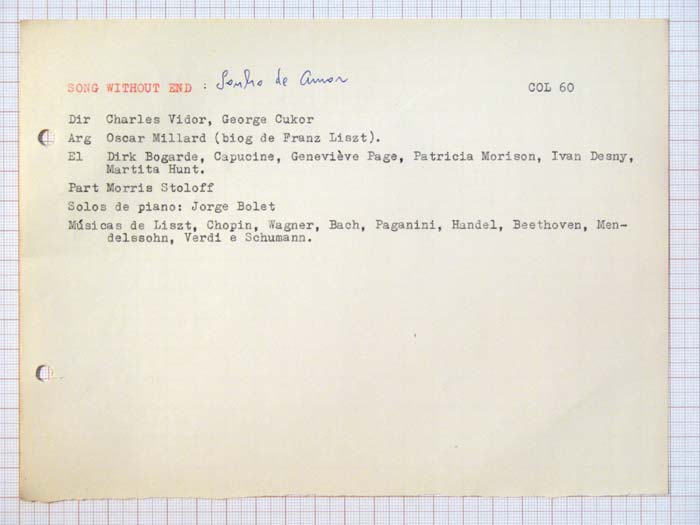 SONG WITHOUT END : Sonho de Amor COL 60
Dir Charles Vidor, George Cukor
Arg Oscar Millard (biog de Franz Liszt).
El Dirk Bogarde, Capucine, Geneviève Page, Patricia Morison, Ivan Desny,
Martita Hunt.
Part Morris Stoloff
Solos de piano: Jorge Bolet
Músicas de Liszt, Chopin, Wagner, Bach, Paganini, Handel, Beethoven, Men-
delssohn, Verdi e Schumann.